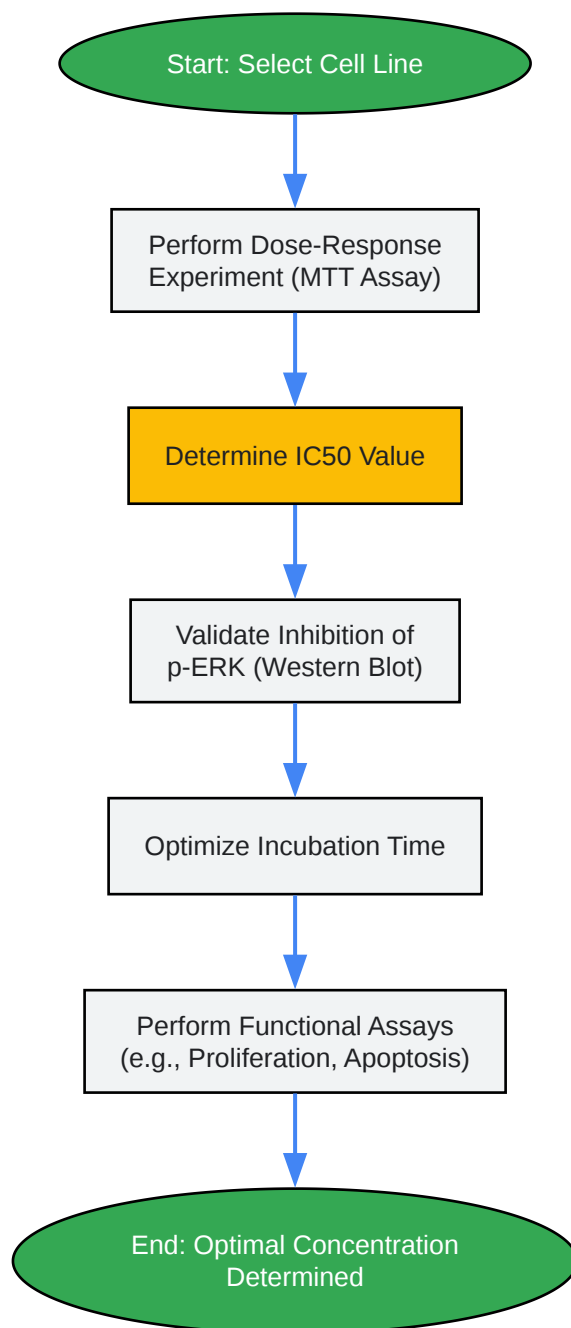 Start: Select Cell Line
Perform Dose-Response
Experiment (MTT Assay)
Determine IC50 Value
Validate Inhibition of
p-ERK (Western Blot)
Optimize Incubation Time
Perform Functional Assays
(e.g., Proliferation, Apoptosis)
End: Optimal Concentration
Determined